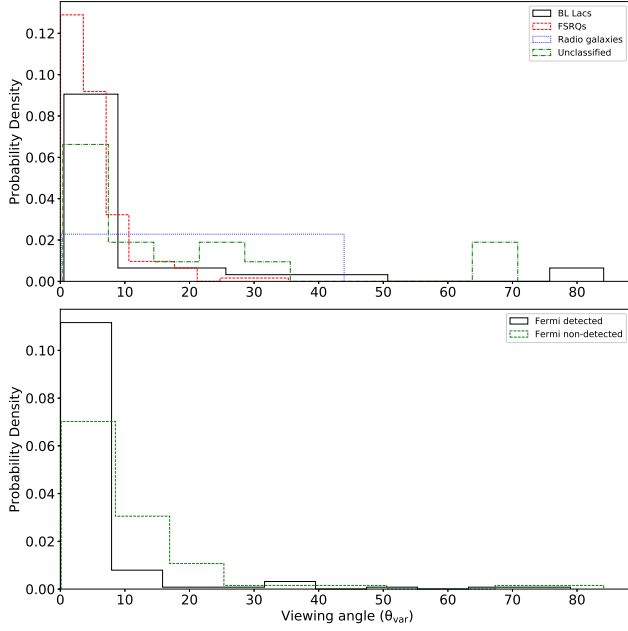 BL Lacs
FSRQs
Radio galaxies
Unclassified
Probability Density
0.12
0.10
0.08
0.06
0.04
0.02
0.00
0 10 20 30 40 50 60 70 80
Fermi detected
Fermi non-detected
Probability Density
0.10
0.08
0.06
0.04
0.02
0.00
0 10 20 30 40 50 60 70 80
Viewing angle (θvar)